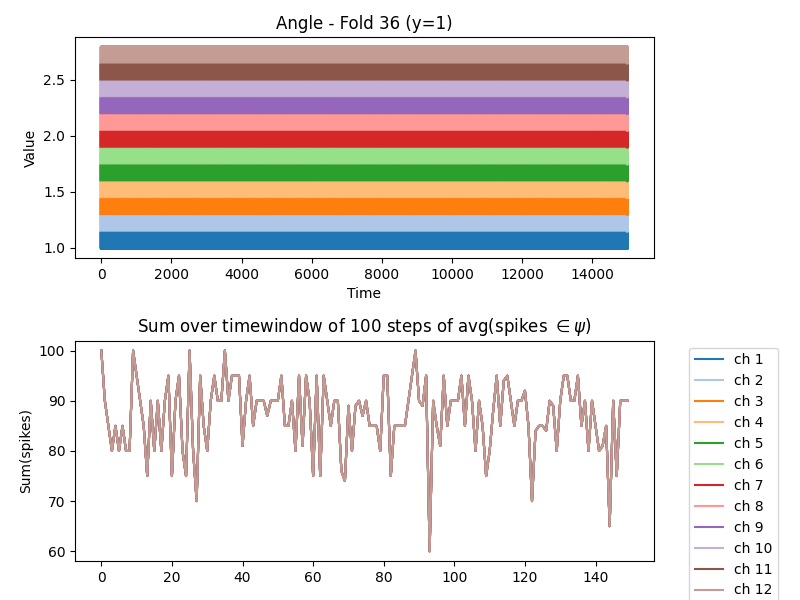 Angle - Fold 36 (y=1)
Value
2.5
2.0
1.5
1.0
0 2000 4000 6000 8000 10000 12000 14000
Time
Sum over timewindow of 100 steps of avg(spikes ∈ψ)
Sum(spikes)
100
90
80
70
60
0 20 40 60 80 100 120 140
ch 1
ch 2
ch 3
ch 4
ch 5
ch 6
ch 7
ch 8
ch 9
ch 10
ch 11
ch 12